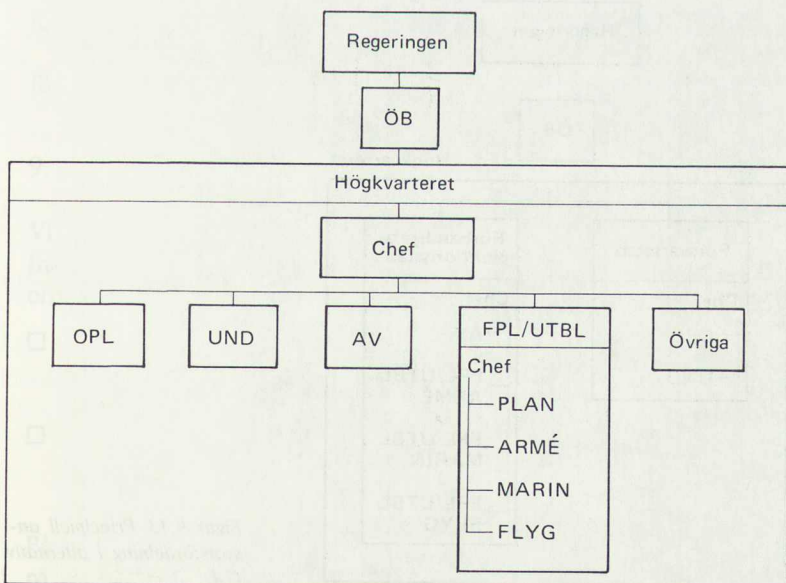 Regeringen
ÖB
Högkvarteret
Chef
OPL
UND
AV
FPL/UTBL
Övriga
Chef
PLAN
ARMÉ
MARIN
FLYG